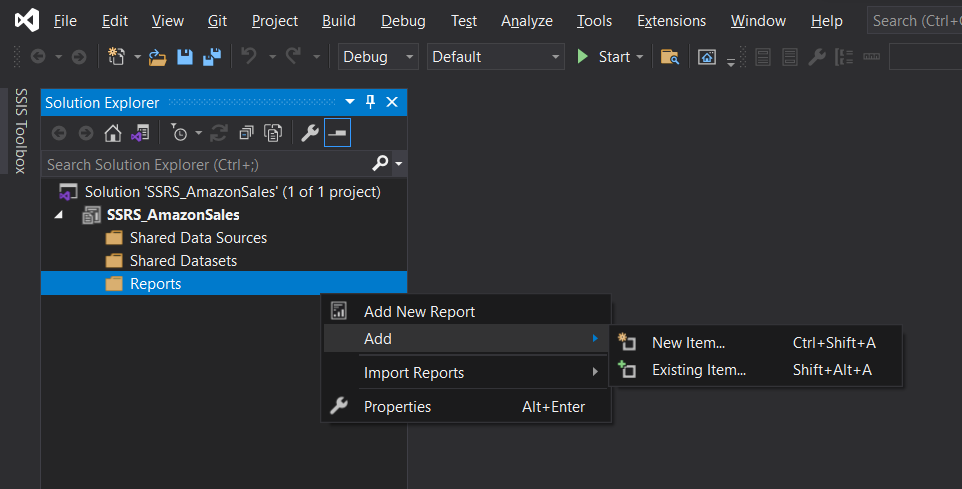 File Edit View Git Project Build Debug Test Analyze Tools Extensions Window Help Search (Ctrl+
Debug Default Start
SSIS Toolbox
Solution Explorer
Search Solution Explorer (Ctrl+;)
Solution 'SSRS_AmazonSales' (1 of 1 project)
SSRS_AmazonSales
Shared Data Sources
Shared Datasets
Reports
Add New Report
Add
Import Reports
Properties Alt+Enter
New Item... Ctrl+Shift+A
Existing Item... Shift+Alt+A